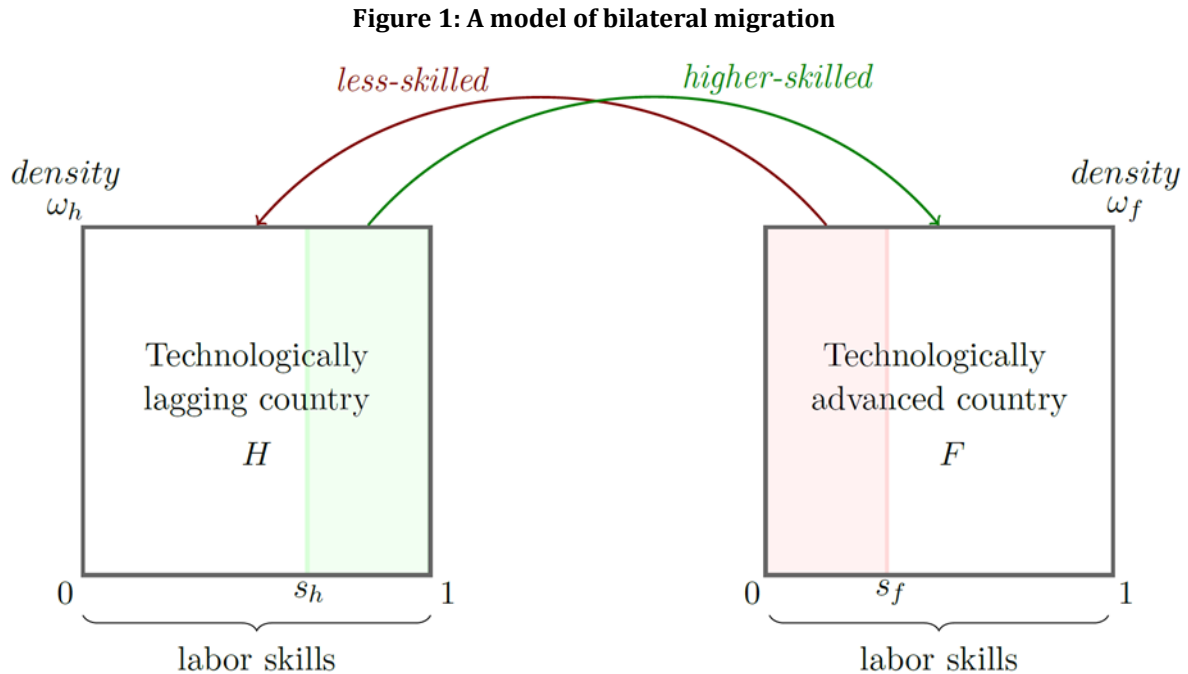 Figure 1: A model of bilateral migration
less-skilled
higher-skilled
density
ω_h
density
ω_f
Technologically
lagging country
H
Technologically
advanced country
F
0
s_h
1
0
s_f
1
labor skills
labor skills